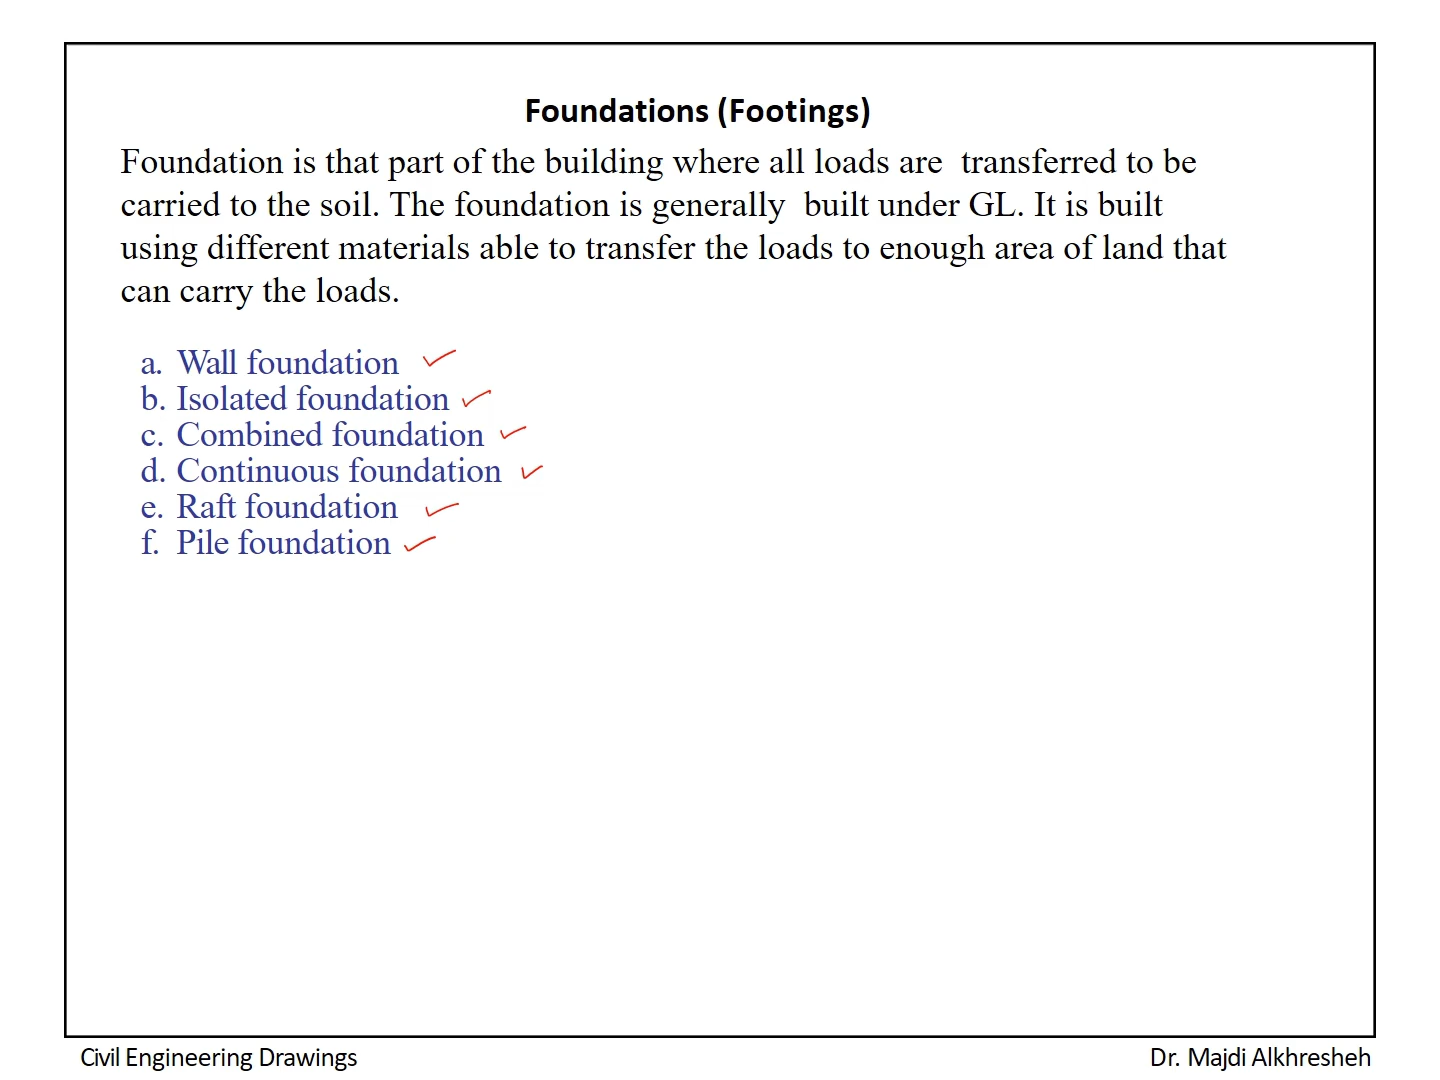 Foundations (Footings)
Foundation is that part of the building where all loads are  transferred to be
carried to the soil. The foundation is generally  built under GL. It is built
using different materials able to transfer the loads to enough area of land that
can carry the loads.
a. Wall foundation
b. Isolated foundation
c. Combined foundation
d. Continuous foundation
e. Raft foundation
f. Pile foundation
Civil Engineering Drawings
Dr. Majdi Alkhresheh